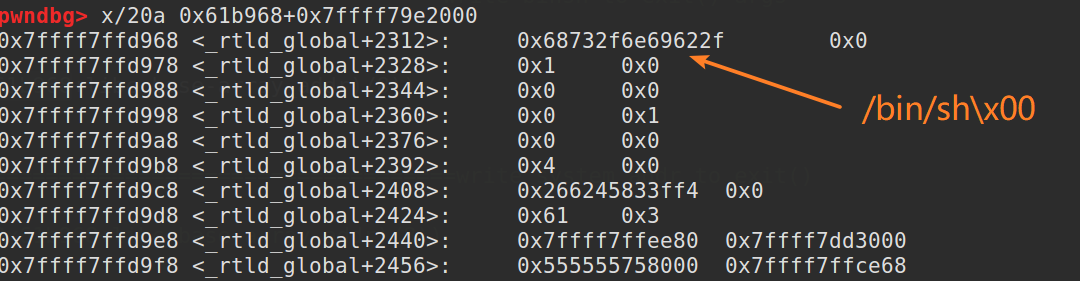 pwndbg> x/20a 0x61b968+0x7ffff79e2000
0x7ffff7ffd968 <_rtld_global+2312>: 0x68732f6e69622f 0x0
0x7ffff7ffd978 <_rtld_global+2328>: 0x1 0x0
0x7ffff7ffd988 <_rtld_global+2344>: 0x0 0x0
0x7ffff7ffd998 <_rtld_global+2360>: 0x0 0x1
0x7ffff7ffd9a8 <_rtld_global+2376>: 0x0 0x0
0x7ffff7ffd9b8 <_rtld_global+2392>: 0x4 0x0
0x7ffff7ffd9c8 <_rtld_global+2408>: 0x266245833ff4 0x0
0x7ffff7ffd9d8 <_rtld_global+2424>: 0x61 0x3
0x7ffff7ffd9e8 <_rtld_global+2440>: 0x7ffff7ffee80 0x7ffff7dd3000
0x7ffff7ffd9f8 <_rtld_global+2456>: 0x555555758000 0x7ffff7ffce68
/bin/sh\x00